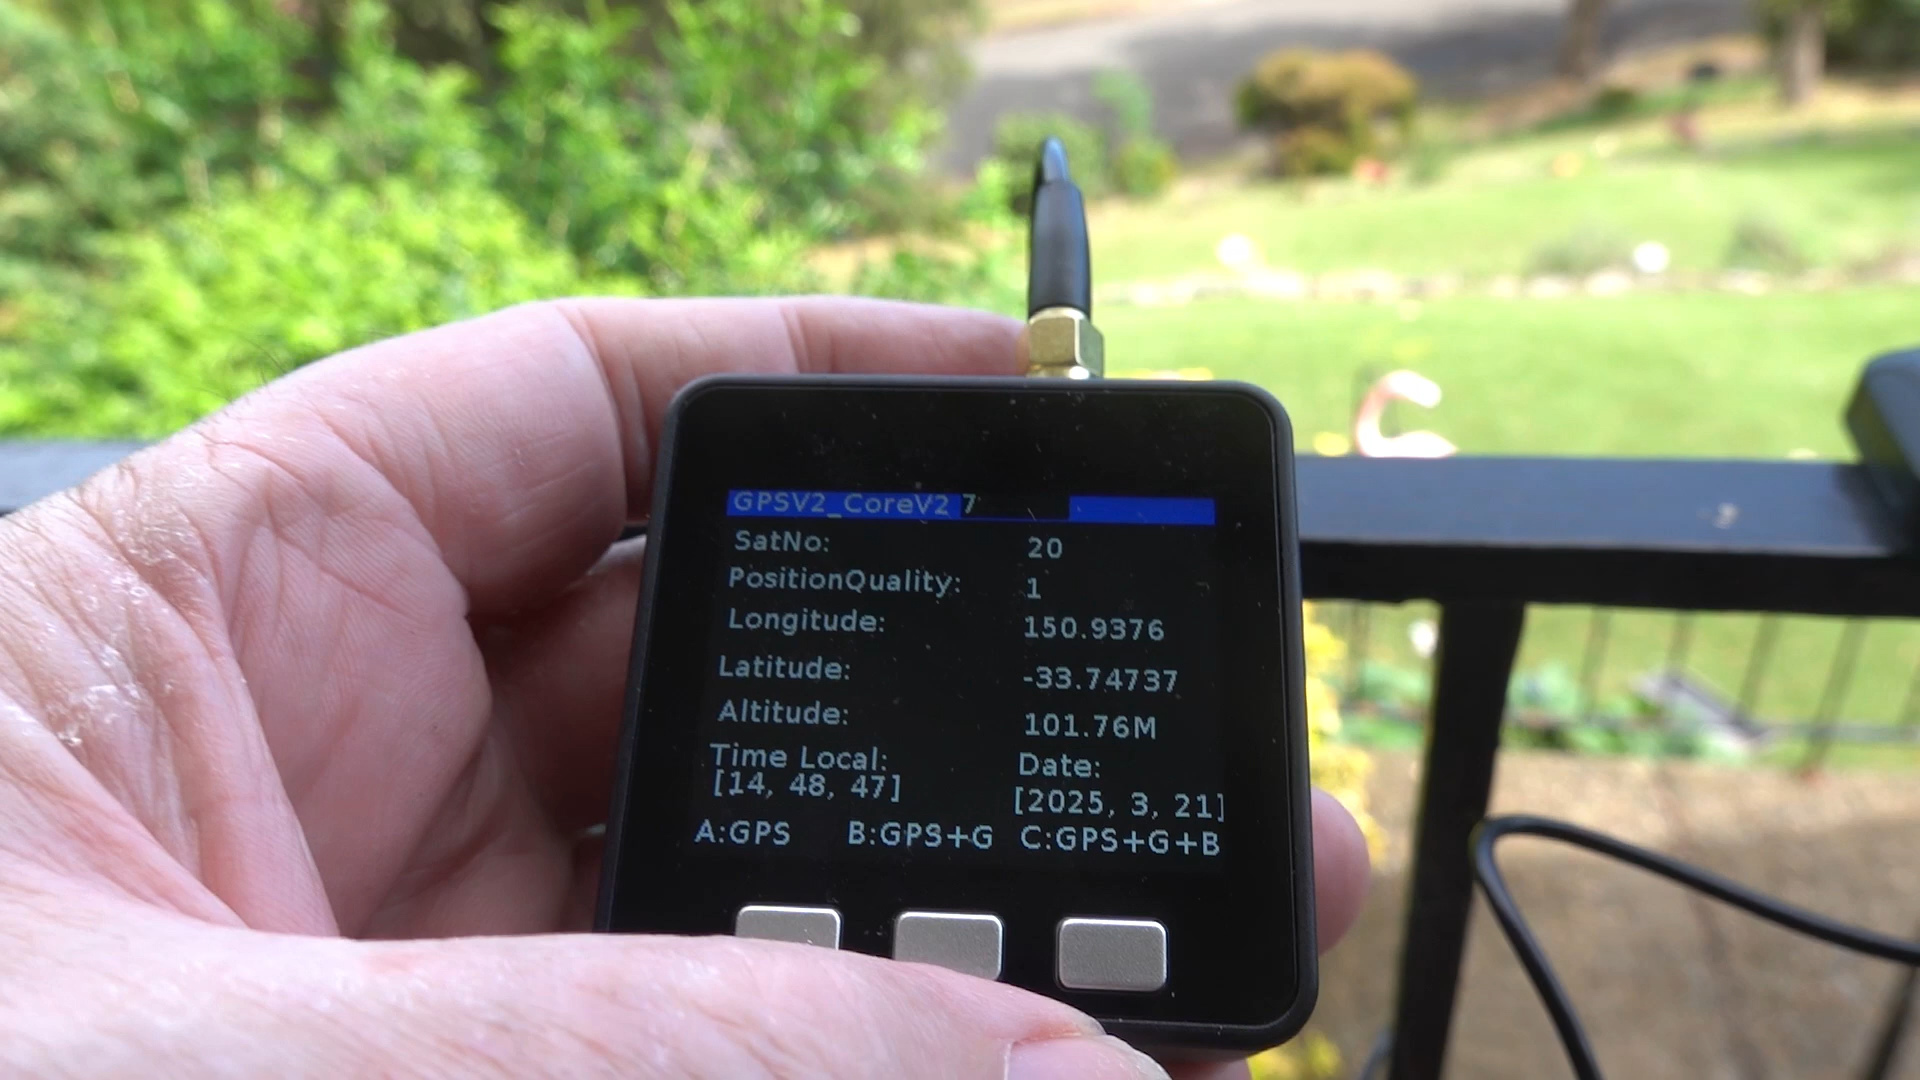 GPSV2_CoreV2 7
SatNo: 20
PositionQuality: 1
Longitude: 150.9376
Latitude: -33.74737
Altitude: 101.76M
Time Local: Date:
[14, 48, 47] [2025, 3, 21]
A:GPS B:GPS+G C:GPS+G+B